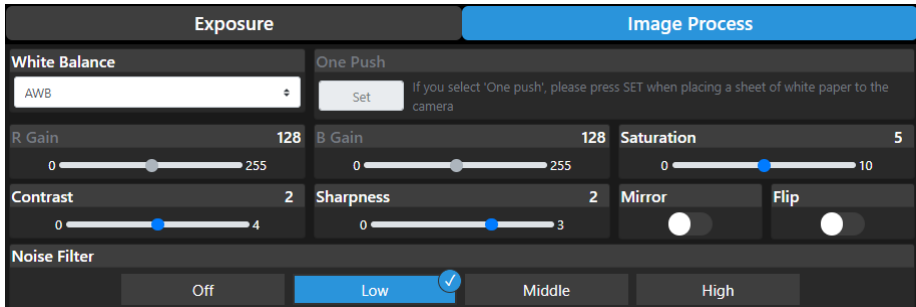 Exposure Image Process
White Balance One Push
AWB Set If you select 'One push', please press SET when placing a sheet of white paper to the
camera
R Gain 128 B Gain 128 Saturation 5
0 255 0 255 0 10
Contrast 2 Sharpness 2 Mirror Flip
0 4 0 3
Noise Filter
Off Low Middle High